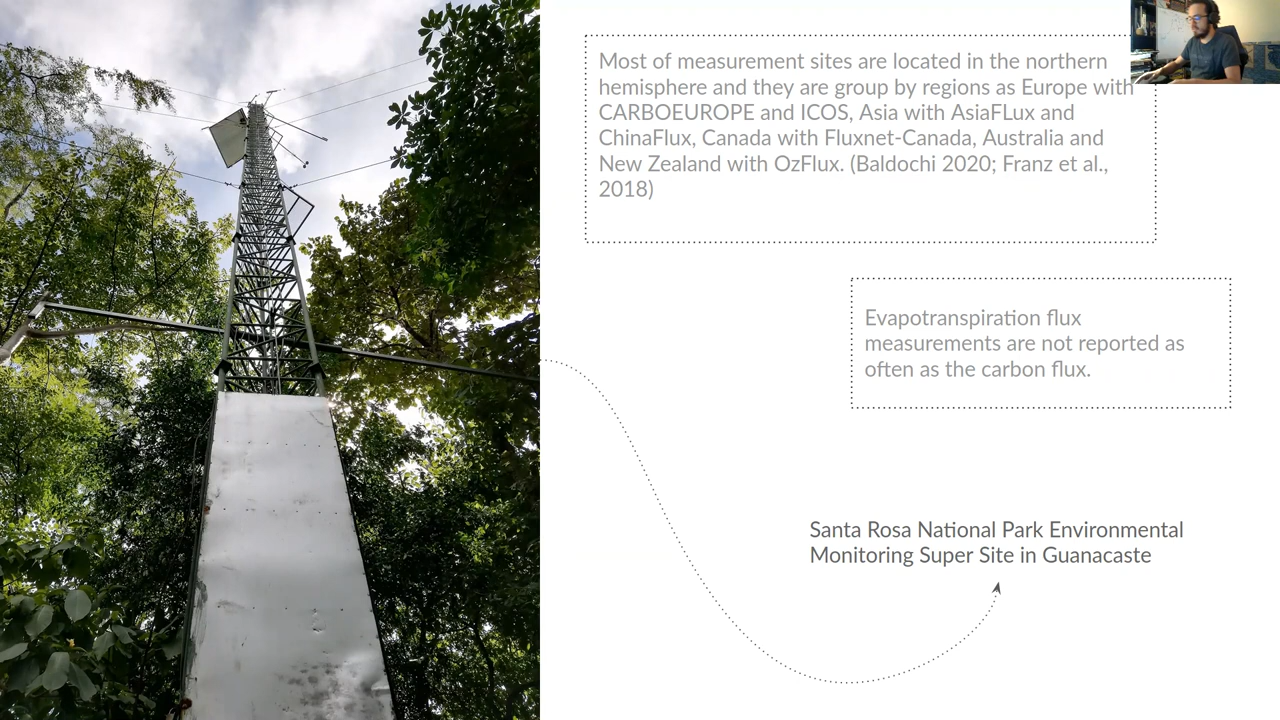 Most of measurement sites are located in the northern
hemisphere and they are group by regions as Europe with
CARBOEUROPE and ICOS, Asia with AsiaFLux and
ChinaFlux, Canada with Fluxnet-Canada, Australia and
New Zealand with OzFlux. (Baldochi 2020; Franz et al.,
2018)
Evapotranspiration flux
measurements are not reported as
often as the carbon flux.
Santa Rosa National Park Environmental
Monitoring Super Site in Guanacaste